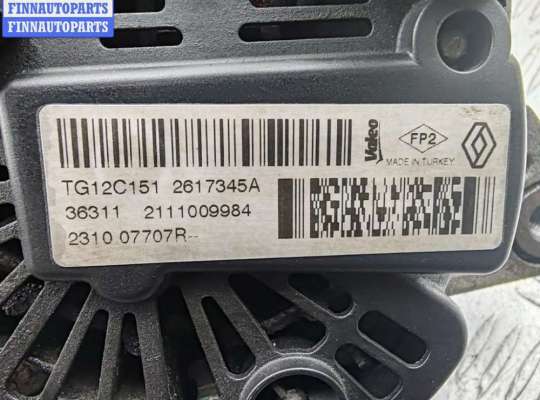 FINNAUTOPARTS
FINNAUTOPARTS
Valeo
FP2
MADE IN TURKEY
TG12C151 2617345A
36311 2111009984
2310 07707R--